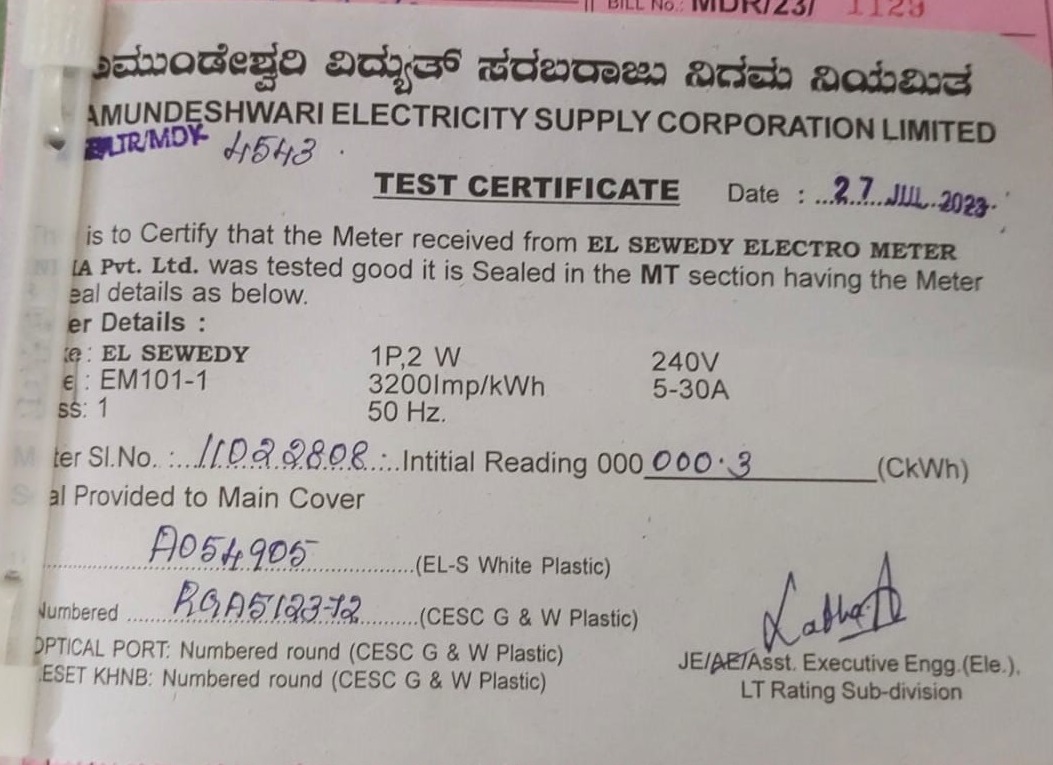 BILL No.: MDR/23/ 1129
ಾಮುಂಡೇಶ್ವರಿ ವಿದ್ಯುತ್ ಸರಬರಾಜು ನಿಗಮ ನಿಯಮಿತ
AMUNDESHWARI ELECTRICITY SUPPLY CORPORATION LIMITED
LTR/MDY 4543
TEST CERTIFICATE Date : 27 JUL 2023
is to Certify that the Meter received from EL SEWEDY ELECTRO METER
IA Pvt. Ltd. was tested good it is Sealed in the MT section having the Meter
eal details as below.
er Details :
ke : EL SEWEDY 1P,2 W 240V
e : EM101-1 3200Imp/kWh 5-30A
ss: 1 50 Hz.
ter Sl.No. : 11022808 Intitial Reading 000 000.3 (CkWh)
al Provided to Main Cover
A054905 (EL-S White Plastic)
Numbered RGA512372 (CESC G & W Plastic)
OPTICAL PORT: Numbered round (CESC G & W Plastic)
ESET KHNB: Numbered round (CESC G & W Plastic)
JE/AE/Asst. Executive Engg.(Ele.),
LT Rating Sub-division